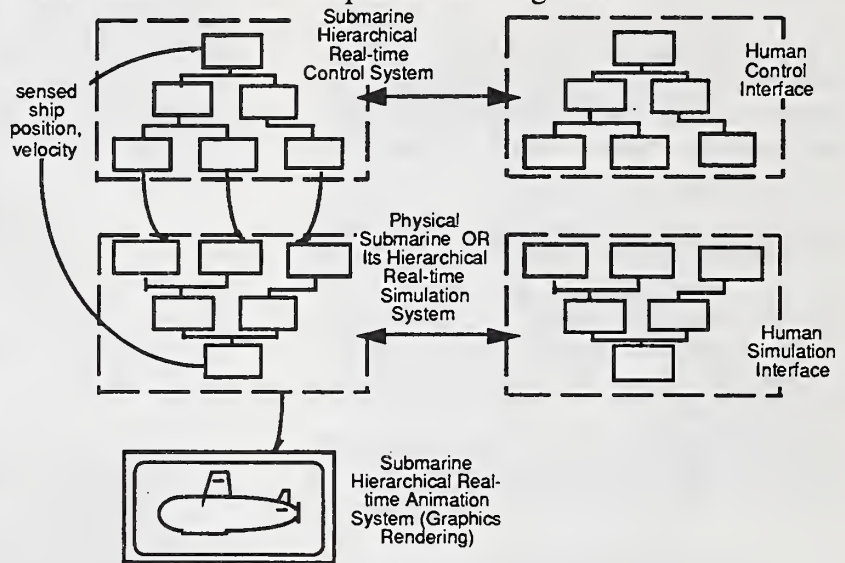 Submarine
Hierarchical
Real-time
Control System
Human
Control
Interface
sensed
ship
position,
velocity
Physical
Submarine OR
Its Hierarchical
Real-time
Simulation
System
Human
Simulation
Interface
Submarine
Hierarchical Real-
time Animation
System (Graphics
Rendering)